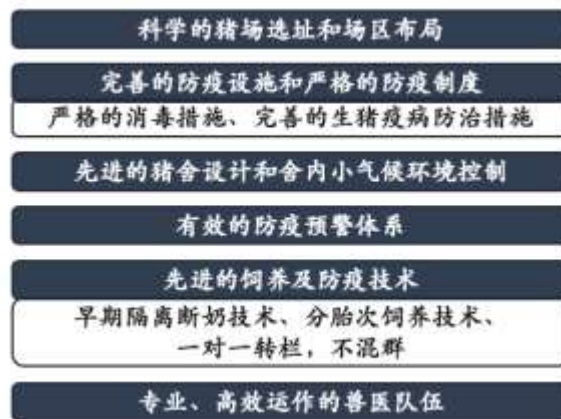 科学的猪场选址和场区布局
完善的防疫设施和严格的防疫制度
严格的消毒措施、完善的生猪疫病防治措施
先进的猪舍设计和舍内小气候环境控制
有效的防疫预警体系
先进的饲养及防疫技术
早期隔离断奶技术、分胎次饲养技术、
一对一转栏，不混群
专业、高效运作的兽医队伍